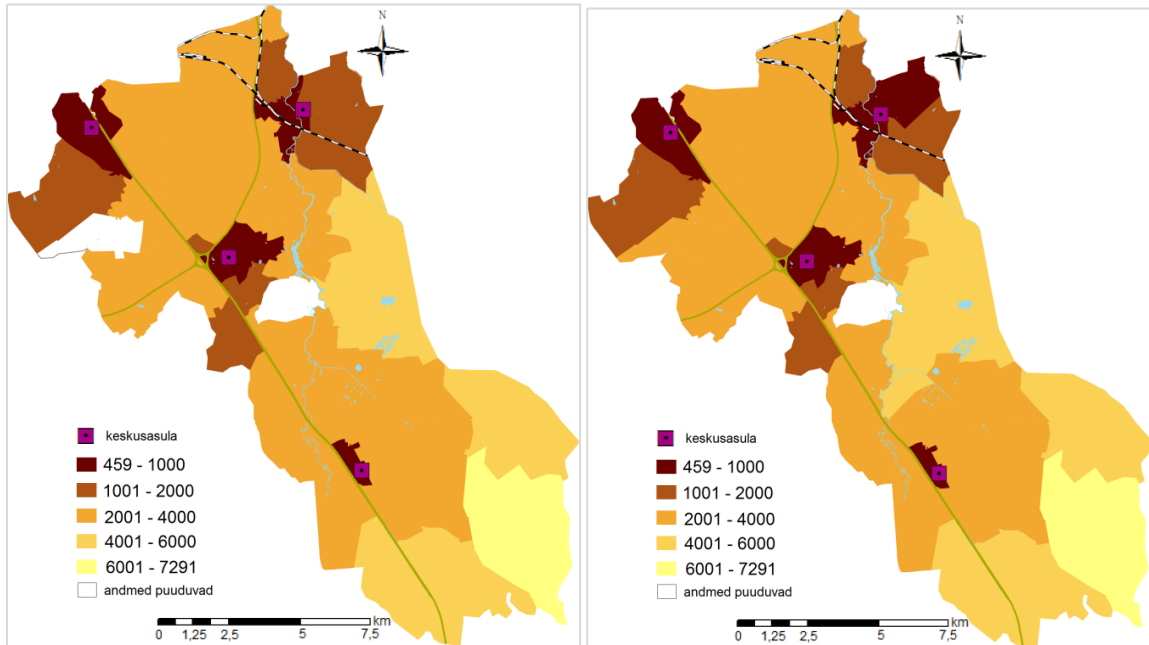 N
keskusasula
459 - 1000
1001 - 2000
2001 - 4000
4001 - 6000
6001 - 7291
andmed puuduvad
km
0 1,25 2,5 5 7,5
N
keskusasula
459 - 1000
1001 - 2000
2001 - 4000
4001 - 6000
6001 - 7291
andmed puuduvad
km
0 1,25 2,5 5 7,5